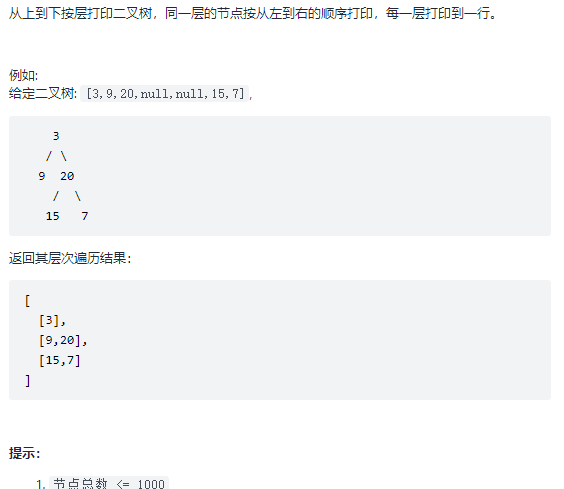 从上到下按层打印二叉树，同一层的节点按从左到右的顺序打印，每一层打印到一行。
例如:
给定二叉树: [3,9,20,null,null,15,7],
3
/ \
9 20
/ \
15 7
返回其层次遍历结果：
[
[3],
[9,20],
[15,7]
]
提示：
1. 节点总数 <= 1000